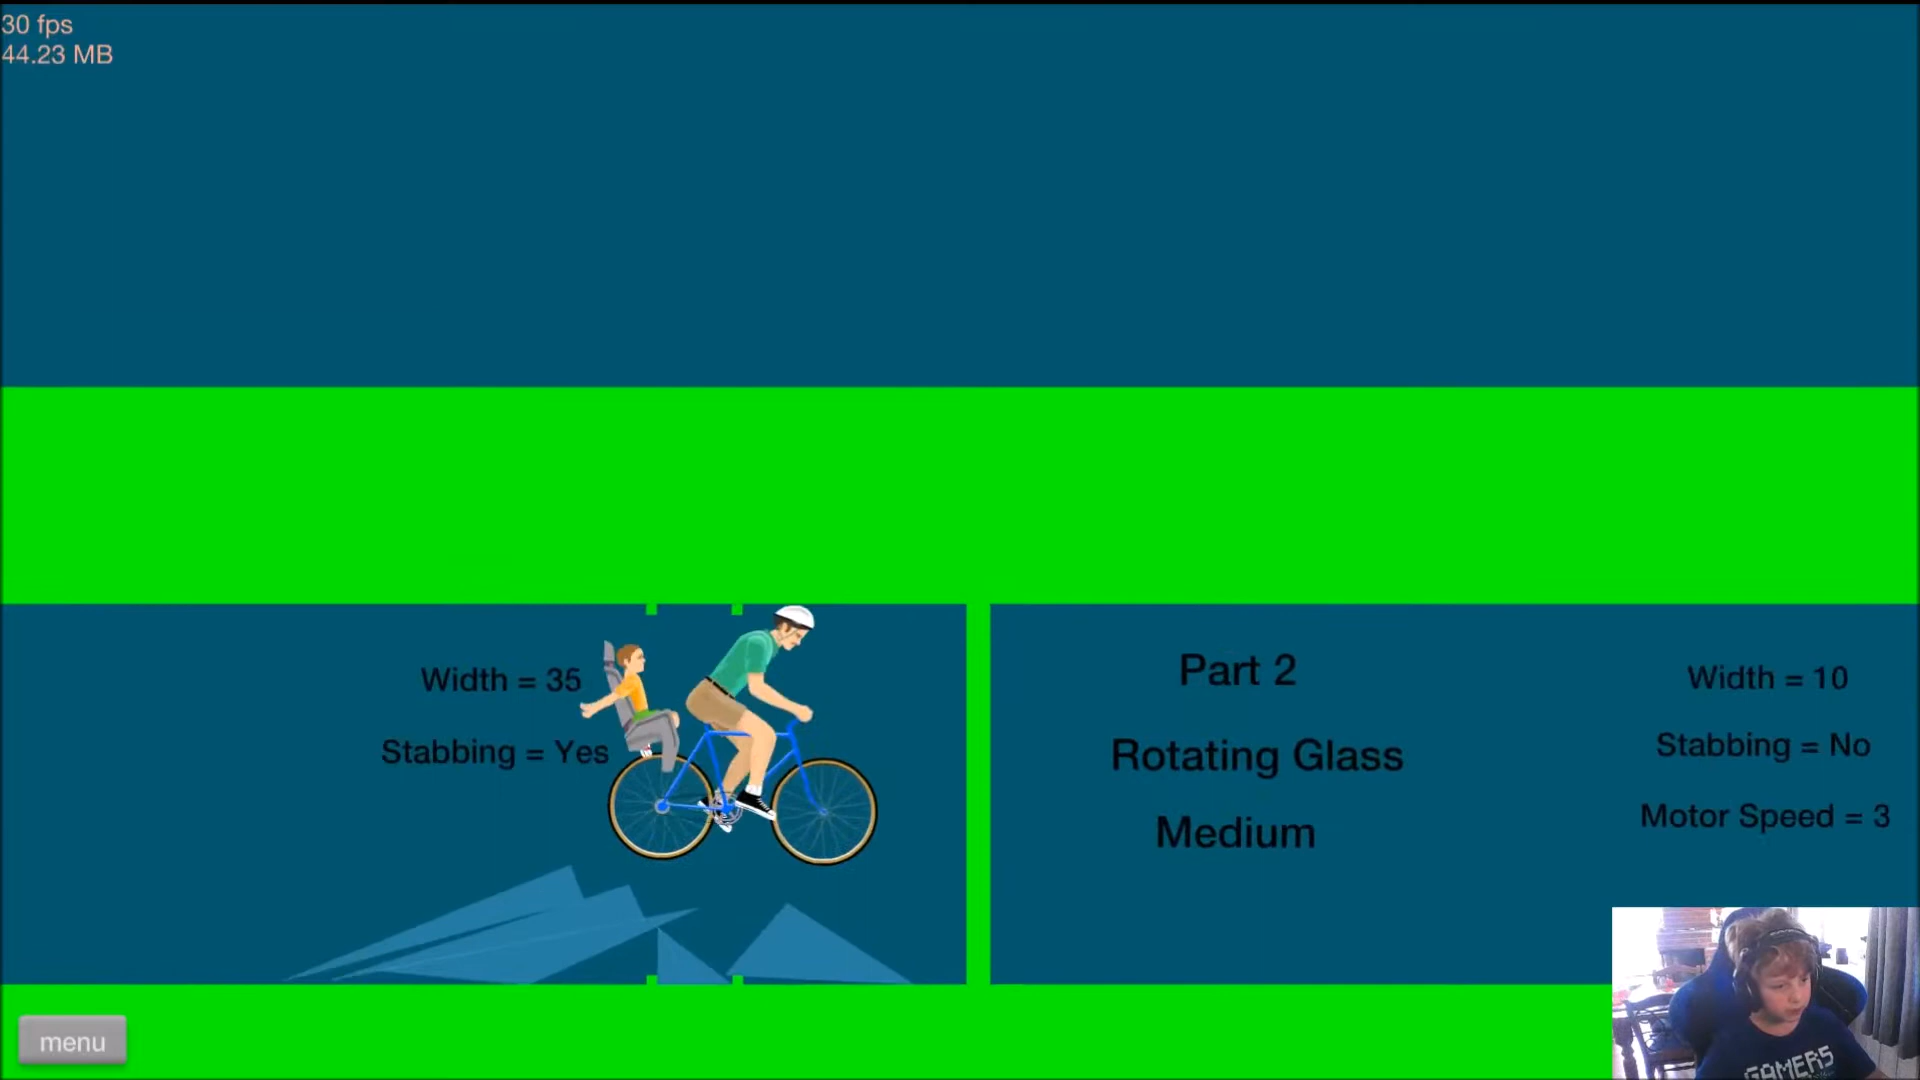 30 fps
44.23 MB
Width = 35
Stabbing = Yes
Part 2
Rotating Glass
Medium
Width = 10
Stabbing = No
Motor Speed = 3
menu
GAMERS